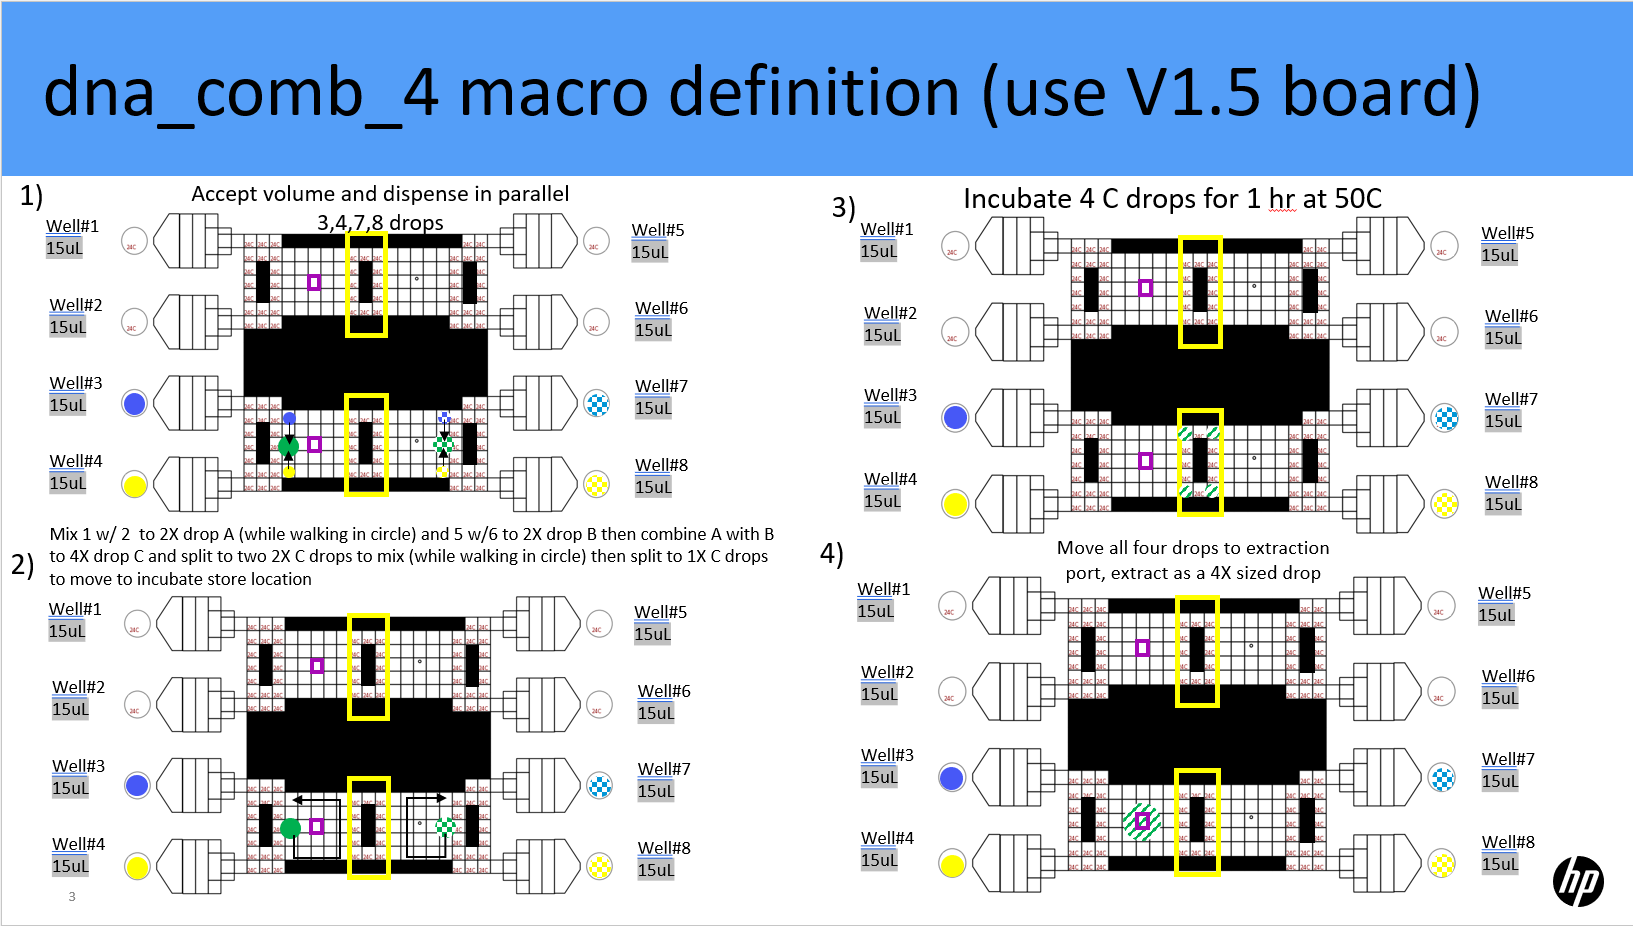 dna_comb_4 macro definition (use V1.5 board)
1)
Accept volume and dispense in parallel
3,4,7,8 drops
Well#1
15uL
Well#2
15uL
Well#3
15uL
Well#4
15uL
Well#5
15uL
Well#6
15uL
Well#7
15uL
Well#8
15uL
24C
2)
Mix 1 w/ 2  to 2X drop A (while walking in circle) and 5 w/6 to 2X drop B then combine A with B
to 4X drop C and split to two 2X C drops to mix (while walking in circle) then split to 1X C drops
to move to incubate store location
Well#1
15uL
Well#2
15uL
Well#3
15uL
Well#4
15uL
Well#5
15uL
Well#6
15uL
Well#7
15uL
Well#8
15uL
24C
3)
Incubate 4 C drops for 1 hr at 50C
Well#1
15uL
Well#2
15uL
Well#3
15uL
Well#4
15uL
Well#5
15uL
Well#6
15uL
Well#7
15uL
Well#8
15uL
24C
4)
Move all four drops to extraction
port, extract as a 4X sized drop
Well#1
15uL
Well#2
15uL
Well#3
15uL
Well#4
15uL
Well#5
15uL
Well#6
15uL
Well#7
15uL
Well#8
15uL
24C
3
hp